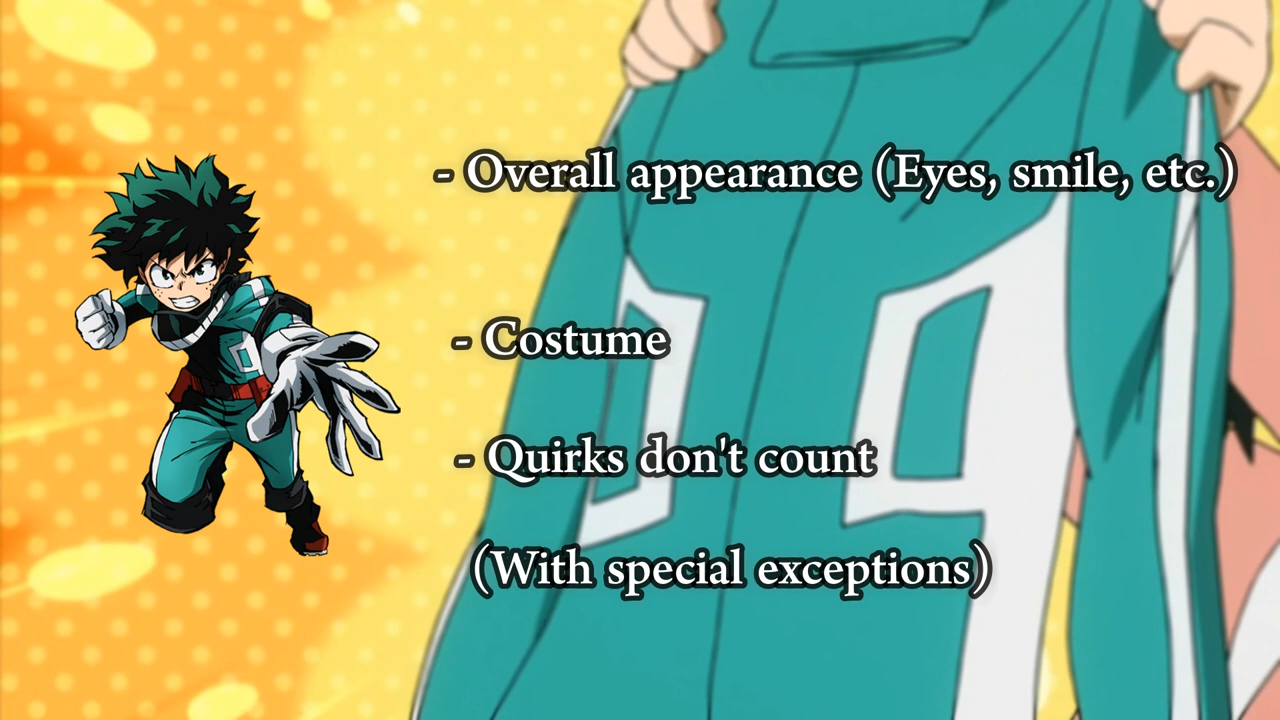 - Overall appearance (Eyes, smile, etc.)
- Costume
- Quirks don't count
(With special exceptions)